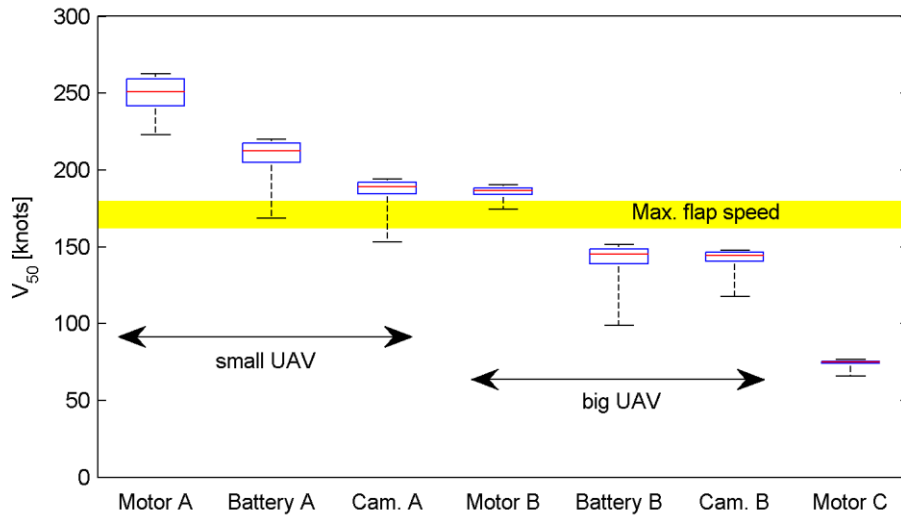 300
250
200
150
100
50
0
V50 [knots]
Max. flap speed
small UAV
big UAV
Motor A Battery A Cam. A Motor B Battery B Cam. B Motor C